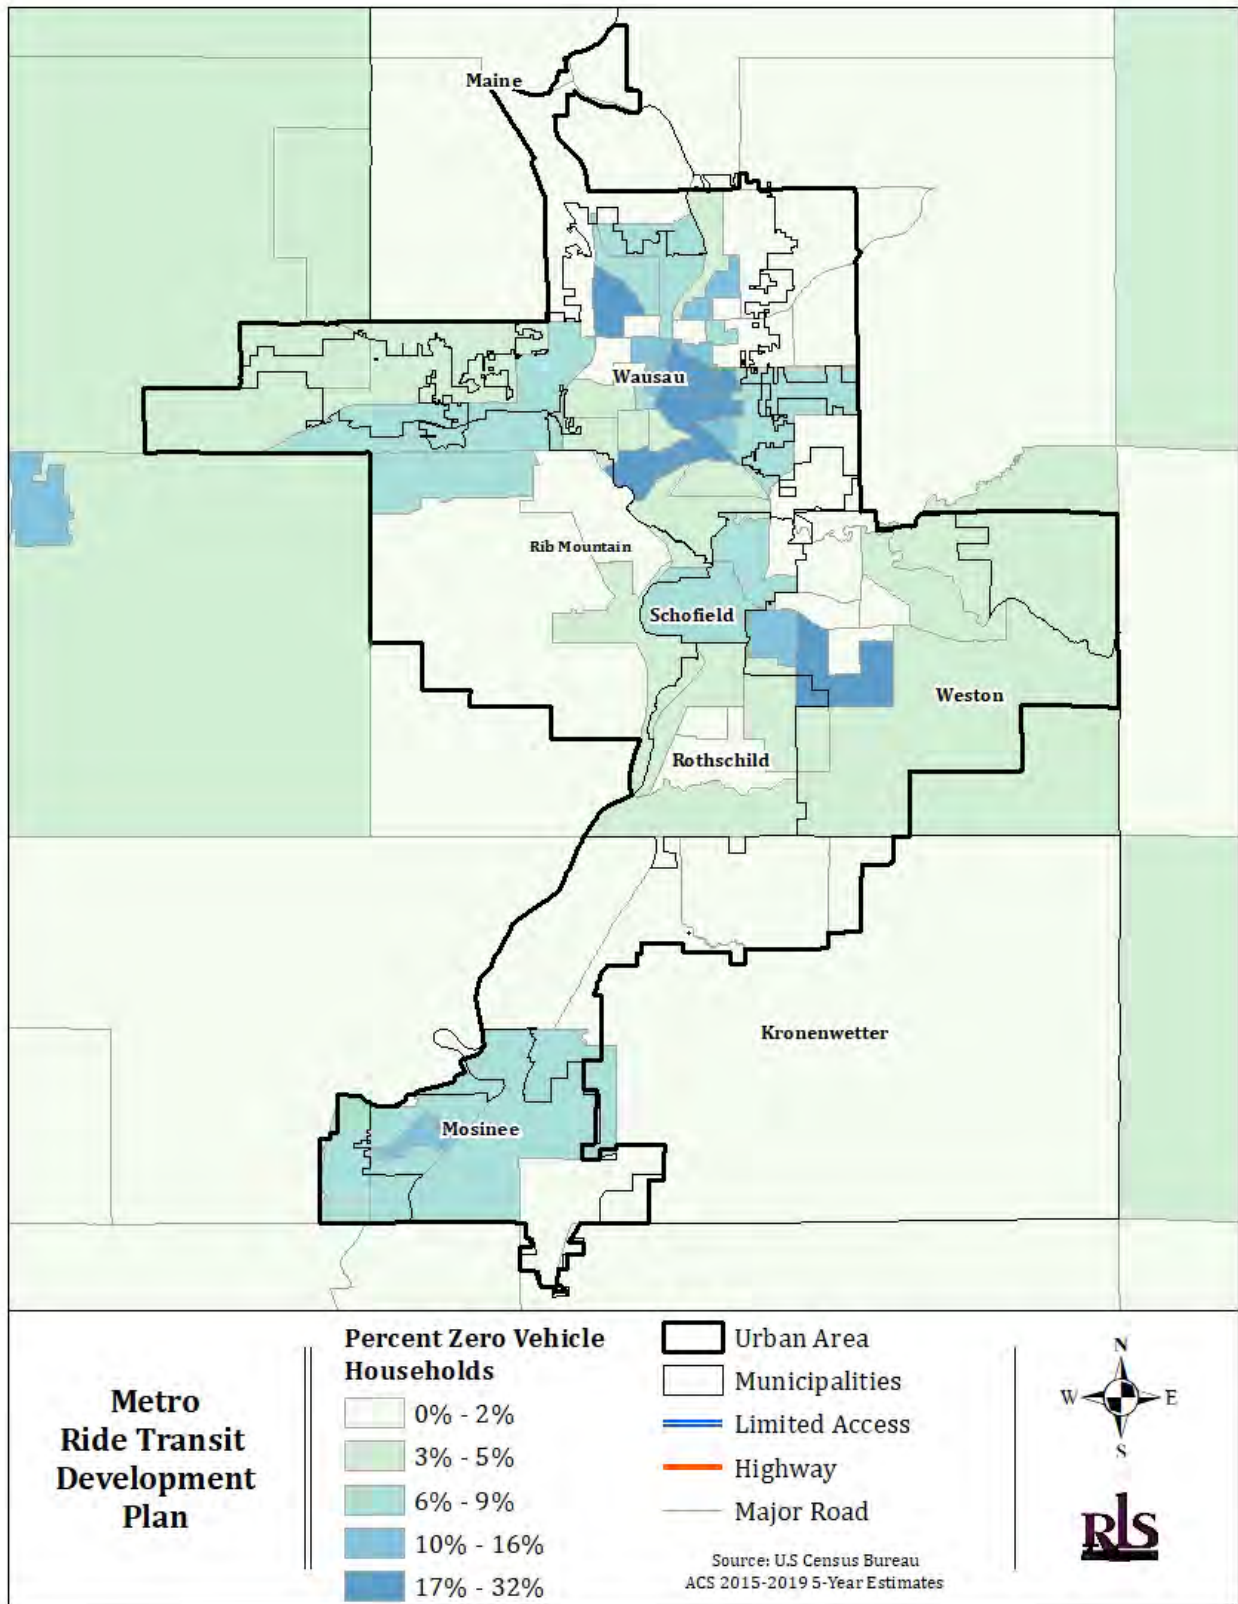 Maine
Wausau
Rib Mountain
Schofield
Weston
Rothschild
Kronenwetter
Mosinee
Metro
Ride Transit
Development
Plan
Percent Zero Vehicle
Households
0% - 2%
3% - 5%
6% - 9%
10% - 16%
17% - 32%
Urban Area
Municipalities
Limited Access
Highway
Major Road
Source: U.S Census Bureau
ACS 2015-2019 5-Year Estimates
N
W E
S
RLS